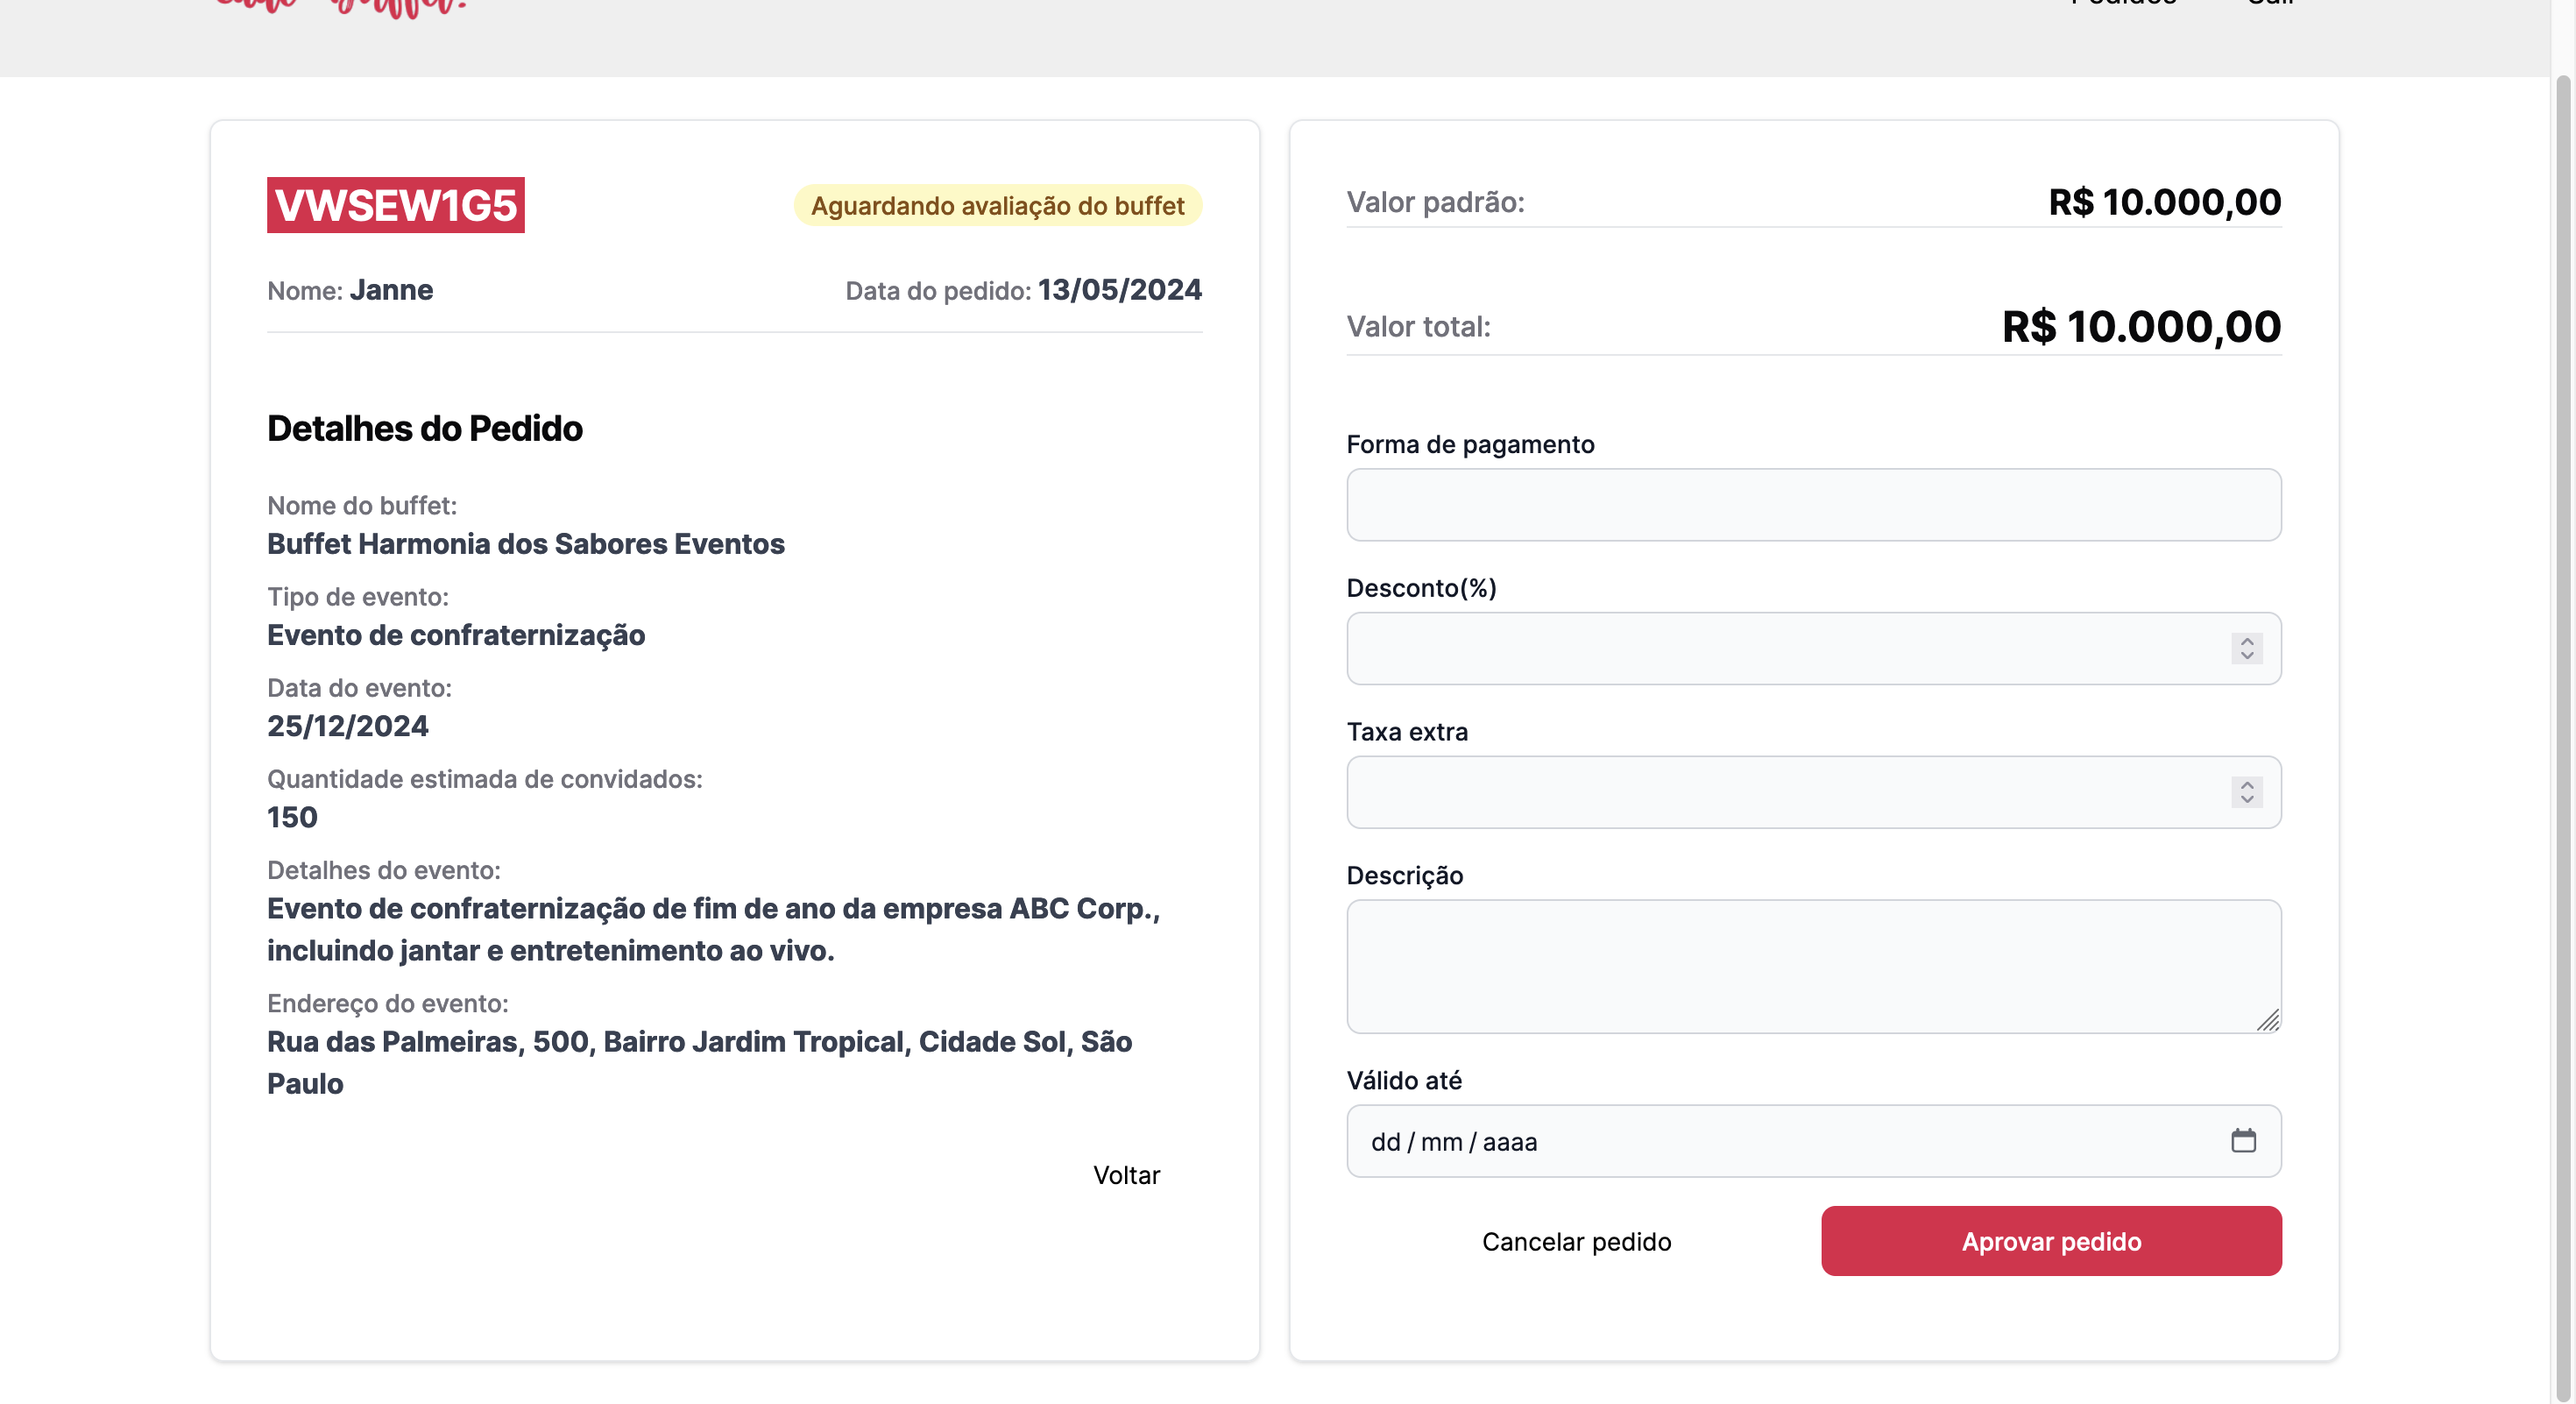 VWSEW1G5
Aguardando avaliação do buffet
Nome: Janne
Data do pedido: 13/05/2024
Detalhes do Pedido
Nome do buffet:
Buffet Harmonia dos Sabores Eventos
Tipo de evento:
Evento de confraternização
Data do evento:
25/12/2024
Quantidade estimada de convidados:
150
Detalhes do evento:
Evento de confraternização de fim de ano da empresa ABC Corp.,
incluindo jantar e entretenimento ao vivo.
Endereço do evento:
Rua das Palmeiras, 500, Bairro Jardim Tropical, Cidade Sol, São
Paulo
Voltar
Valor padrão:
R$ 10.000,00
Valor total:
R$ 10.000,00
Forma de pagamento
Desconto(%)
Taxa extra
Descrição
Válido até
dd / mm / aaaa
Cancelar pedido
Aprovar pedido